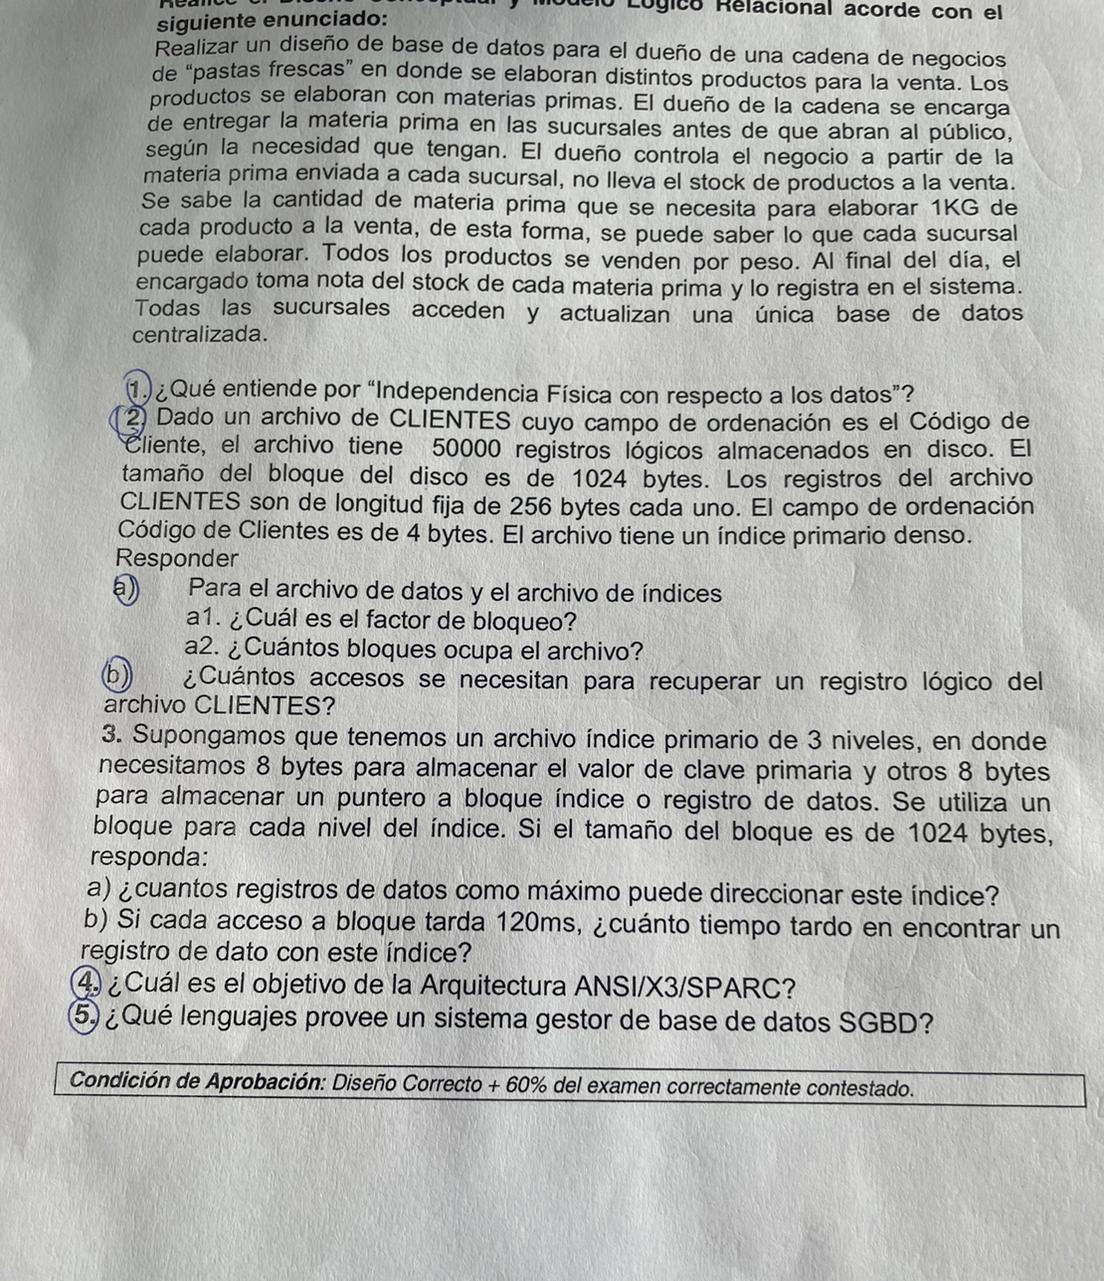 Realice el Diseño Conceptual y Modelo Lógico Relacional acorde con el
siguiente enunciado:
Realizar un diseño de base de datos para el dueño de una cadena de negocios
de “pastas frescas” en donde se elaboran distintos productos para la venta. Los
productos se elaboran con materias primas. El dueño de la cadena se encarga
de entregar la materia prima en las sucursales antes de que abran al público,
según la necesidad que tengan. El dueño controla el negocio a partir de la
materia prima enviada a cada sucursal, no lleva el stock de productos a la venta.
Se sabe la cantidad de materia prima que se necesita para elaborar 1KG de
cada producto a la venta, de esta forma, se puede saber lo que cada sucursal
puede elaborar. Todos los productos se venden por peso. Al final del día, el
encargado toma nota del stock de cada materia prima y lo registra en el sistema.
Todas las sucursales acceden y actualizan una única base de datos
centralizada.
1. ¿Qué entiende por “Independencia Física con respecto a los datos”?
2. Dado un archivo de CLIENTES cuyo campo de ordenación es el Código de
Cliente, el archivo tiene 50000 registros lógicos almacenados en disco. El
tamaño del bloque del disco es de 1024 bytes. Los registros del archivo
CLIENTES son de longitud fija de 256 bytes cada uno. El campo de ordenación
Código de Clientes es de 4 bytes. El archivo tiene un índice primario denso.
Responder
a) Para el archivo de datos y el archivo de índices
a1. ¿Cuál es el factor de bloqueo?
a2. ¿Cuántos bloques ocupa el archivo?
b) ¿Cuántos accesos se necesitan para recuperar un registro lógico del
archivo CLIENTES?
3. Supongamos que tenemos un archivo índice primario de 3 niveles, en donde
necesitamos 8 bytes para almacenar el valor de clave primaria y otros 8 bytes
para almacenar un puntero a bloque índice o registro de datos. Se utiliza un
bloque para cada nivel del índice. Si el tamaño del bloque es de 1024 bytes,
responda:
a) ¿cuantos registros de datos como máximo puede direccionar este índice?
b) Si cada acceso a bloque tarda 120ms, ¿cuánto tiempo tardo en encontrar un
registro de dato con este índice?
4. ¿Cuál es el objetivo de la Arquitectura ANSI/X3/SPARC?
5. ¿Qué lenguajes provee un sistema gestor de base de datos SGBD?
Condición de Aprobación: Diseño Correcto + 60% del examen correctamente contestado.